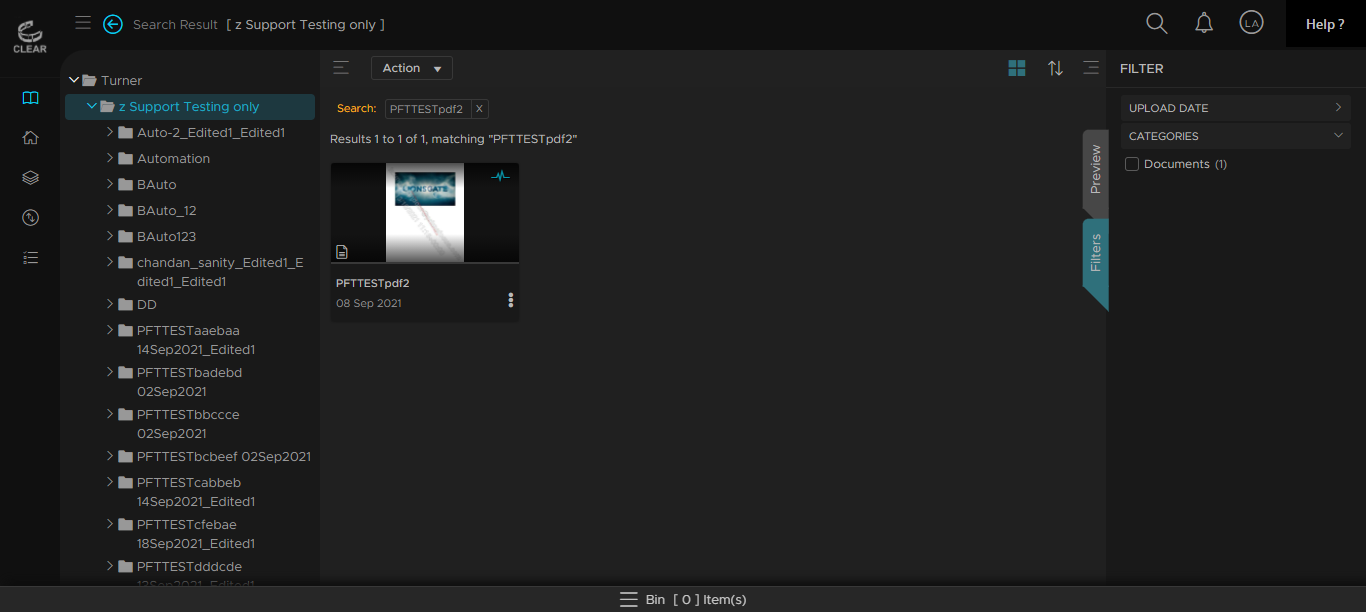 CLEAR
Search Result [ z Support Testing only ]
LA
Help ?
Turner
z Support Testing only
Auto-2_Edited1_Edited1
Automation
BAuto
BAuto_12
BAuto123
chandan_sanity_Edited1_E
dited1_Edited1
DD
PFTTESTaaebaa
14Sep2021_Edited1
PFTTESTbadebd
02Sep2021
PFTTESTbbccce
02Sep2021
PFTTESTbcbeef 02Sep2021
PFTTESTcabbeb
14Sep2021_Edited1
PFTTESTcfebae
18Sep2021_Edited1
PFTTESTdddcde
13Sep2021_Edited1
Action
Search: PFTTESTpdf2 X
Results 1 to 1 of 1, matching "PFTTESTpdf2"
LIONSGATE
PFTTESTpdf2
08 Sep 2021
Preview
Filters
FILTER
UPLOAD DATE
CATEGORIES
Documents (1)
Bin [ 0 ] Item(s)